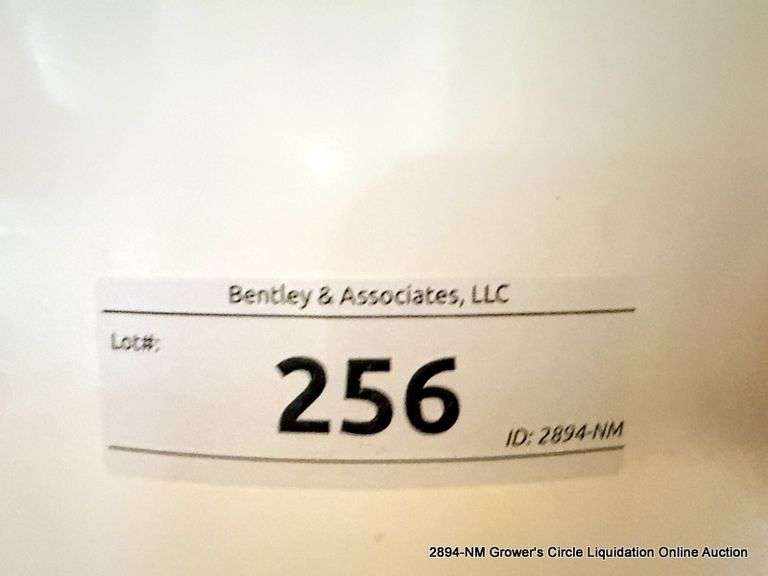 Bentley & Associates, LLC
Lot#:
256
ID: 2894-NM
2894-NM Grower's Circle Liquidation Online Auction